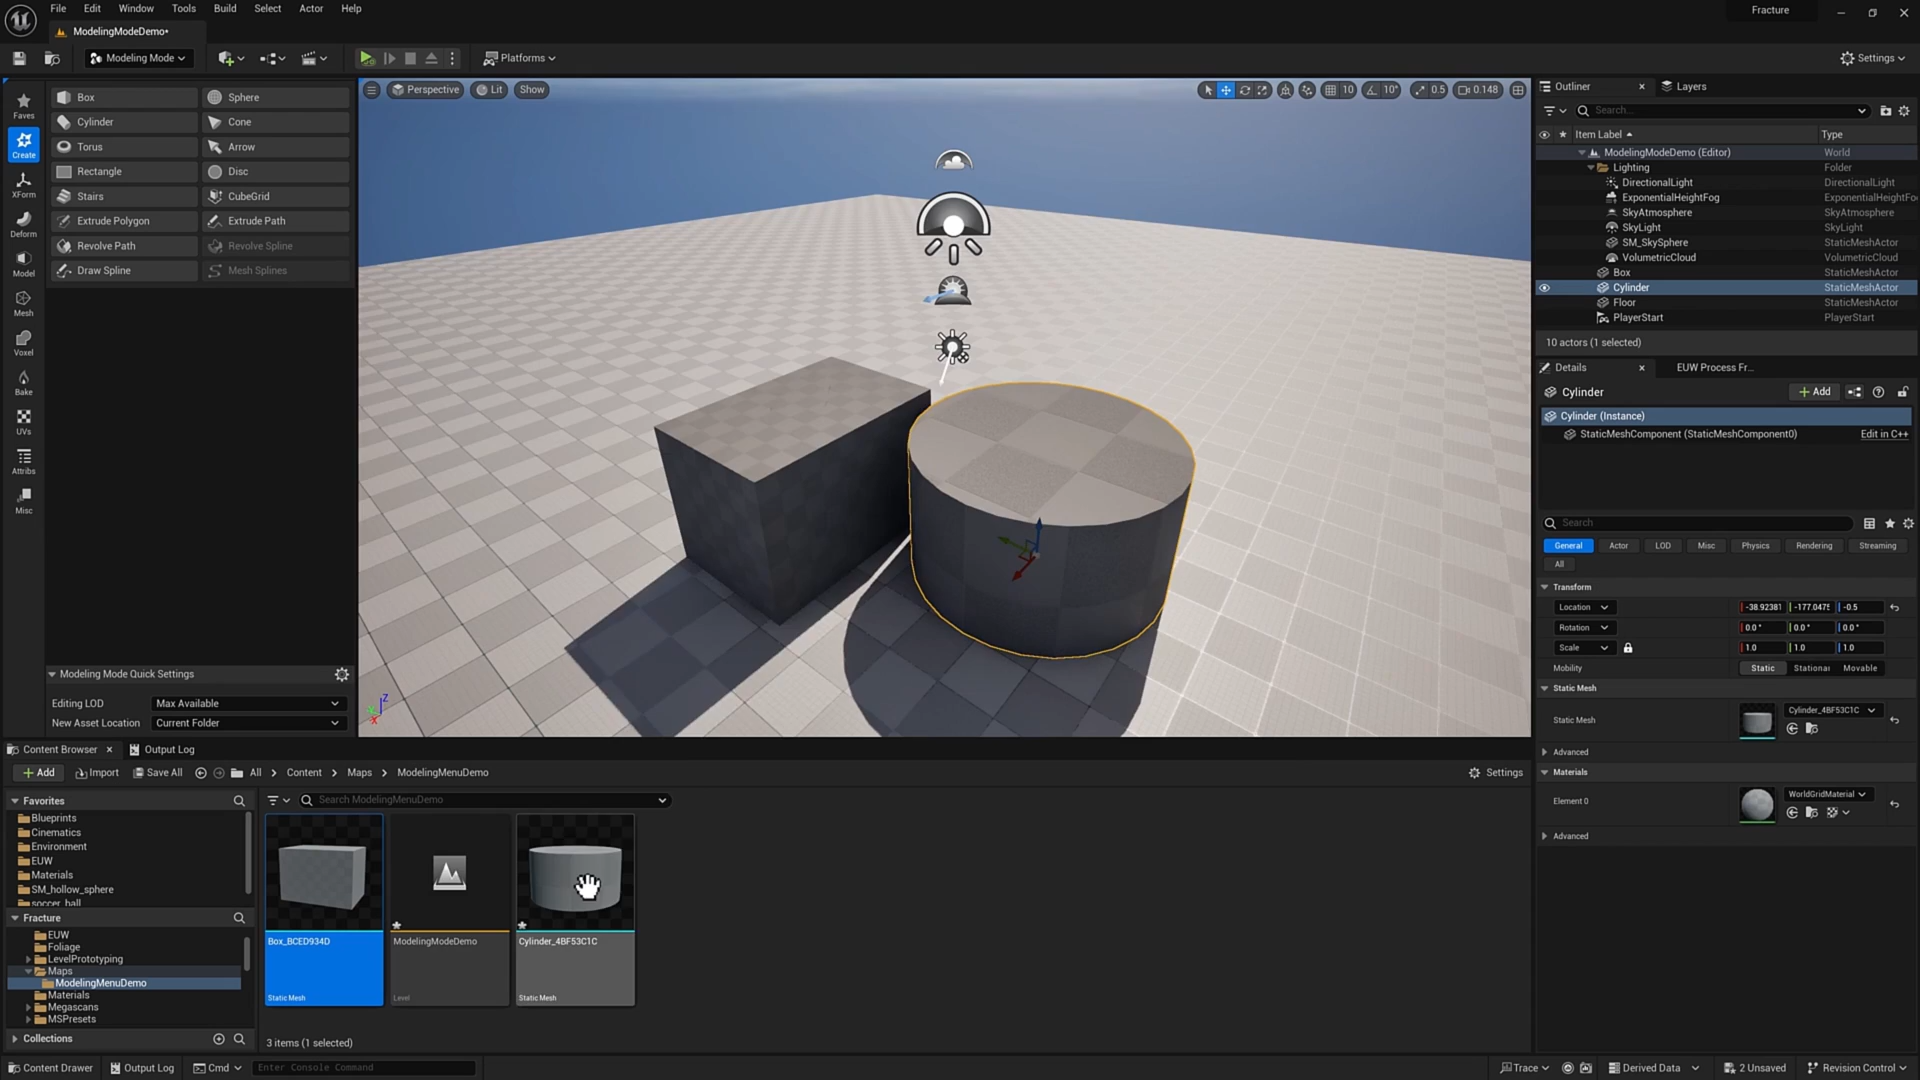 File Edit Window Tools Build Select Actor Help
Fracture
ModelingModeDemo•
Modeling Mode
Platforms
Settings
Faves
Create
XForm
Deform
Model
Mesh
Voxel
Bake
UVs
Attribs
Misc
Box Sphere
Cylinder Cone
Torus Arrow
Rectangle Disc
Stairs CubeGrid
Extrude Polygon Extrude Path
Revolve Path Revolve Spline
Draw Spline Mesh Splines
Modeling Mode Quick Settings
Editing LOD Max Available
New Asset Location Current Folder
Perspective Lit Show
10 10° 0.5 0.148
Z
Y
X
Outliner Layers
Search...
Item Label Type
ModelingModeDemo (Editor) World
Lighting Folder
DirectionalLight DirectionalLight
ExponentialHeightFog ExponentialHeightFo
SkyAtmosphere SkyAtmosphere
SkyLight SkyLight
SM_SkySphere StaticMeshActor
VolumetricCloud VolumetricCloud
Box StaticMeshActor
Cylinder StaticMeshActor
Floor StaticMeshActor
PlayerStart PlayerStart
10 actors (1 selected)
Details EUW Process Fr...
Cylinder
Add
Cylinder (Instance)
StaticMeshComponent (StaticMeshComponent0) Edit in C++
Search
General Actor LOD Misc Physics Rendering Streaming
All
Transform
Location -38.92381 -177.0475 -0.5
Rotation 0.0° 0.0° 0.0°
Scale 1.0 1.0 1.0
Mobility Static Stationar Movable
Static Mesh
Static Mesh Cylinder_4BF53C1C
Advanced
Materials
Element 0 WorldGridMaterial
Advanced
Content Browser Output Log
Add Import Save All All Content Maps ModelingMenuDemo
Settings
Favorites
Blueprints
Cinematics
Environment
EUW
Materials
SM_hollow_sphere
soccer_ball
Fracture
EUW
Foliage
LevelPrototyping
Maps
ModelingMenuDemo
Materials
Megascans
MSPresets
Collections
Search ModelingMenuDemo
Box_BCED934D
Static Mesh
ModelingModeDemo
Level
Cylinder_4BF53C1C
Static Mesh
3 items (1 selected)
Content Drawer Output Log Cmd Enter Console Command
Trace Derived Data 2 Unsaved Revision Control